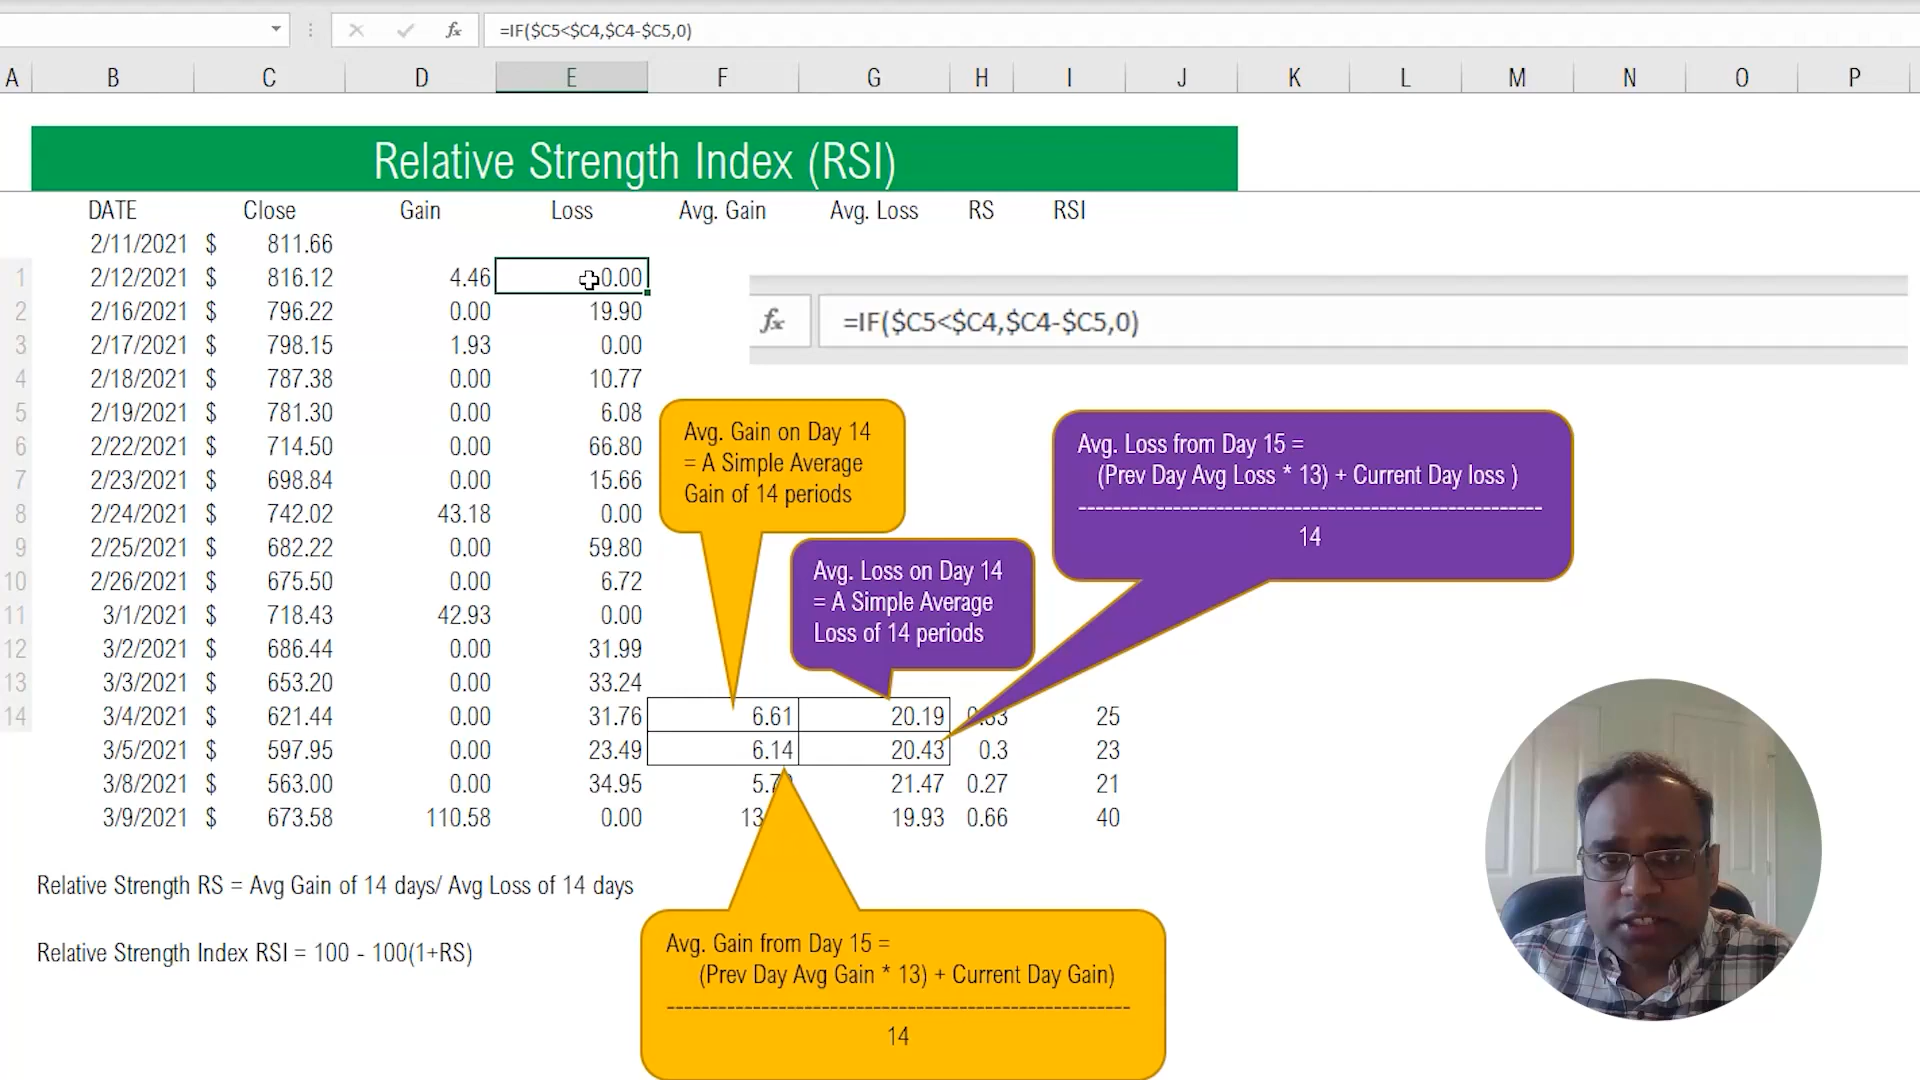 fx =IF($C5<$C4,$C4-$C5,0)
A B C D E F G H I J K L M N O P
Relative Strength Index (RSI)
DATE Close Gain Loss Avg. Gain Avg. Loss RS RSI
2/11/2021 $ 811.66
1 2/12/2021 $ 816.12 4.46 0.00
2 2/16/2021 $ 796.22 0.00 19.90
fx =IF($C5<$C4,$C4-$C5,0)
3 2/17/2021 $ 798.15 1.93 0.00
4 2/18/2021 $ 787.38 0.00 10.77
5 2/19/2021 $ 781.30 0.00 6.08
6 2/22/2021 $ 714.50 0.00 66.80
7 2/23/2021 $ 698.84 0.00 15.66
8 2/24/2021 $ 742.02 43.18 0.00
9 2/25/2021 $ 682.22 0.00 59.80
10 2/26/2021 $ 675.50 0.00 6.72
11 3/1/2021 $ 718.43 42.93 0.00
12 3/2/2021 $ 686.44 0.00 31.99
13 3/3/2021 $ 653.20 0.00 33.24
14 3/4/2021 $ 621.44 0.00 31.76 6.61 20.19 25
3/5/2021 $ 597.95 0.00 23.49 6.14 20.43 0.3 23
3/8/2021 $ 563.00 0.00 34.95 21.47 0.27 21
3/9/2021 $ 673.58 110.58 0.00 19.93 0.66 40
Avg. Gain on Day 14
= A Simple Average
Gain of 14 periods
Avg. Loss on Day 14
= A Simple Average
Loss of 14 periods
Avg. Loss from Day 15 =
(Prev Day Avg Loss * 13) + Current Day loss )
------------------------------------------------------------
14
Relative Strength RS = Avg Gain of 14 days/ Avg Loss of 14 days
Relative Strength Index RSI = 100 - 100(1+RS)
Avg. Gain from Day 15 =
(Prev Day Avg Gain * 13) + Current Day Gain)
------------------------------------------------------------
14